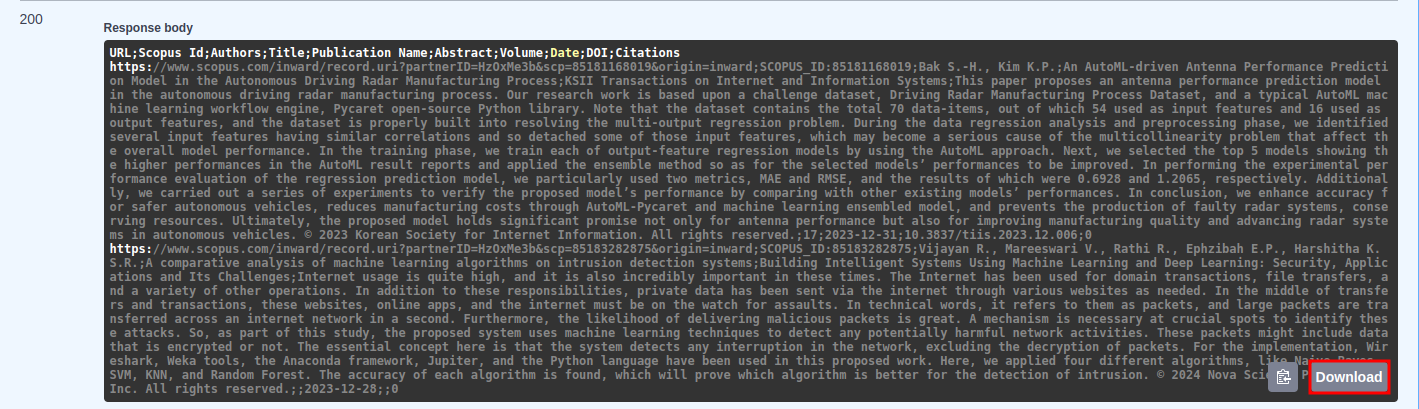 200
Response body
URL;Scopus Id;Authors;Title;Publication Name;Abstract;Volume;Date;DOI;Citations
https://www.scopus.com/inward/record.uri?partnerID=HzOxMe3b&scp=85181168019&origin=inward;SCOPUS_ID:85181168019;Bak S.-H., Kim K.P.;An AutoML-driven Antenna Performance Predicti
on Model in the Autonomous Driving Radar Manufacturing Process;KSII Transactions on Internet and Information Systems;This paper proposes an antenna performance prediction model
in the autonomous driving radar manufacturing process. Our research work is based upon a challenge dataset, Driving Radar Manufacturing Process Dataset, and a typical AutoML mac
hine learning workflow engine, Pycaret open-source Python library. Note that the dataset contains the total 70 data-items, out of which 54 used as input features and 16 used as
output features, and the dataset is properly built into resolving the multi-output regression problem. During the data regression analysis and preprocessing phase, we identified
several input features having similar correlations and so detached some of those input features, which may become a serious cause of the multicollinearity problem that affect th
e overall model performance. In the training phase, we train each of output-feature regression models by using the AutoML approach. Next, we selected the top 5 models showing th
e higher performances in the AutoML result reports and applied the ensemble method so as for the selected models’ performances to be improved. In performing the experimental per
formance evaluation of the regression prediction model, we particularly used two metrics, MAE and RMSE, and the results of which were 0.6928 and 1.2065, respectively. Additional
ly, we carried out a series of experiments to verify the proposed model’s performance by comparing with other existing models’ performances. In conclusion, we enhance accuracy f
or safer autonomous vehicles, reduces manufacturing costs through AutoML-Pycaret and machine learning ensembled model, and prevents the production of faulty radar systems, conse
rving resources. Ultimately, the proposed model holds significant promise not only for antenna performance but also for improving manufacturing quality and advancing radar syste
ms in autonomous vehicles. © 2023 Korean Society for Internet Information. All rights reserved.;17;2023-12-31;10.3837/tiis.2023.12.006;0
https://www.scopus.com/inward/record.uri?partnerID=HzOxMe3b&scp=85183282875&origin=inward;SCOPUS_ID:85183282875;Vijayan R., Mareeswari V., Rathi R., Ephzibah E.P., Harshitha K.
S.R.;A comparative analysis of machine learning algorithms on intrusion detection systems;Building Intelligent Systems Using Machine Learning and Deep Learning: Security, Applic
ations and Its Challenges;Internet usage is quite high, and it is also incredibly important in these times. The Internet has been used for domain transactions, file transfers, a
nd a variety of other operations. In addition to these responsibilities, private data has been sent via the internet through various websites as needed. In the middle of transfe
rs and transactions, these websites, online apps, and the internet must be on the watch for assaults. In technical words, it refers to them as packets, and large packets are tra
nsferred across an internet network in a second. Furthermore, the likelihood of delivering malicious packets is great. A mechanism is necessary at crucial spots to identify thes
e attacks. So, as part of this study, the proposed system uses machine learning techniques to detect any potentially harmful network activities. These packets might include data
that is encrypted or not. The essential concept here is that the system detects any interruption in the network, excluding the decryption of packets. For the implementation, Wir
eshark, Weka tools, the Anaconda framework, Jupiter, and the Python language have been used in this proposed work. Here, we applied four different algorithms, like Naive Bayes,
SVM, KNN, and Random Forest. The accuracy of each algorithm is found, which will prove which algorithm is better for the detection of intrusion. © 2024 Nova
Inc. All rights reserved.;;2023-12-28;;0
Download